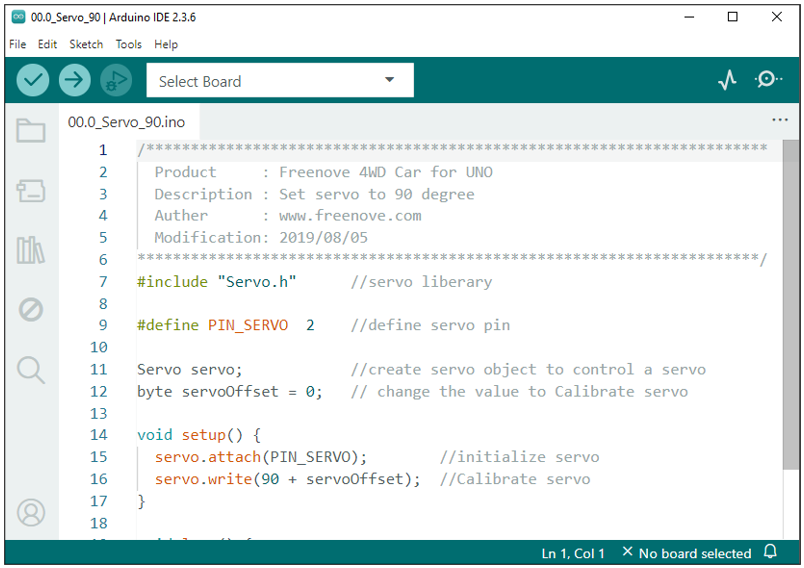 00.0_Servo_90 | Arduino IDE 2.3.6
File Edit Sketch Tools Help
Select Board
00.0_Servo_90.ino
1 /**********************************************************************
2 Product : Freenove 4WD Car for UNO
3 Description : Set servo to 90 degree
4 Auther : www.freenove.com
5 Modification: 2019/08/05
6 **********************************************************************/
7 #include "Servo.h" //servo liberary
8
9 #define PIN_SERVO 2 //define servo pin
10
11 Servo servo; //create servo object to control a servo
12 byte servoOffset = 0; // change the value to Calibrate servo
13
14 void setup() {
15 servo.attach(PIN_SERVO); //initialize servo
16 servo.write(90 + servoOffset); //Calibrate servo
17 }
18
Ln 1, Col 1 × No board selected